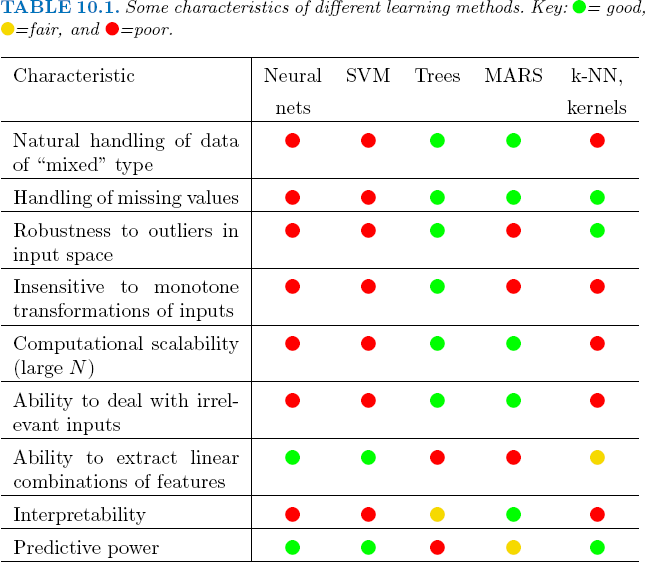 TABLE 10.1. Some characteristics of different learning methods. Key: = good,
=fair, and =poor.
Characteristic Neural SVM Trees MARS k-NN,
nets kernels
Natural handling of data
of “mixed” type
Handling of missing values
Robustness to outliers in
input space
Insensitive to monotone
transformations of inputs
Computational scalability
(large N)
Ability to deal with irrel-
evant inputs
Ability to extract linear
combinations of features
Interpretability
Predictive power